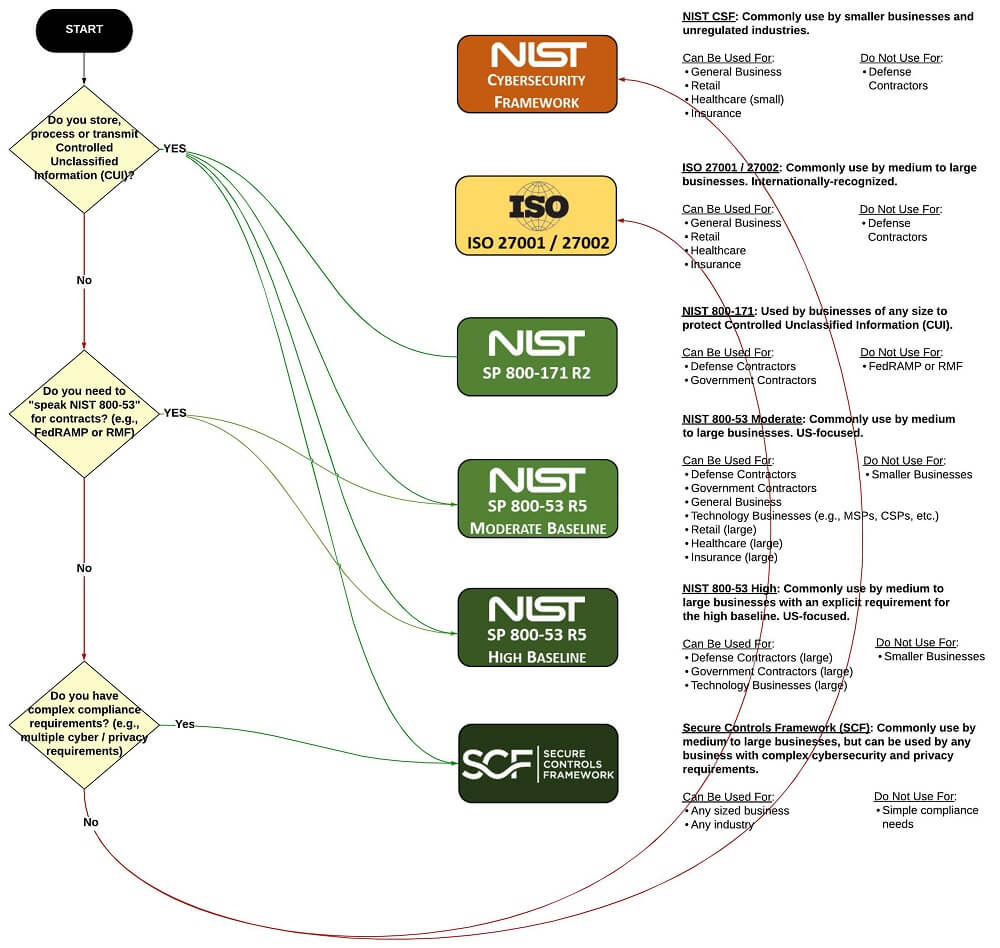 START
Do you store,
process or transmit
Controlled
Unclassified
Information (CUI)?
YES
No
Do you need to
"speak NIST 800-53"
for contracts? (e.g.,
FedRAMP or RMF)
YES
No
Do you have
complex compliance
requirements? (e.g.,
multiple cyber / privacy
requirements)
Yes
No
NIST
CYBERSECURITY
FRAMEWORK
ISO
ISO 27001 / 27002
NIST
SP 800-171 R2
NIST
SP 800-53 R5
MODERATE BASELINE
NIST
SP 800-53 R5
HIGH BASELINE
SCF
SECURE
CONTROLS
FRAMEWORK
NIST CSF: Commonly use by smaller businesses and
unregulated industries.
Can Be Used For:
• General Business
• Retail
• Healthcare (small)
• Insurance
Do Not Use For:
• Defense
Contractors
ISO 27001 / 27002: Commonly use by medium to large
businesses. Internationally-recognized.
Can Be Used For:
• General Business
• Retail
• Healthcare
• Insurance
Do Not Use For:
• Defense
Contractors
NIST 800-171: Used by businesses of any size to
protect Controlled Unclassified Information (CUI).
Can Be Used For:
• Defense Contractors
• Government Contractors
Do Not Use For:
• FedRAMP or RMF
NIST 800-53 Moderate: Commonly use by medium
to large businesses. US-focused.
Can Be Used For:
• Defense Contractors
• Government Contractors
• General Business
• Technology Businesses (e.g., MSPs, CSPs, etc.)
• Retail (large)
• Healthcare (large)
• Insurance (large)
Do Not Use For:
• Smaller Businesses
NIST 800-53 High: Commonly use by medium to
large businesses with an explicit requirement for
the high baseline. US-focused.
Can Be Used For:
• Defense Contractors (large)
• Government Contractors (large)
• Technology Businesses (large)
Do Not Use For:
• Smaller Businesses
Secure Controls Framework (SCF): Commonly use by
medium to large businesses, but can be used by any
business with complex cybersecurity and privacy
requirements.
Can Be Used For:
• Any sized business
• Any industry
Do Not Use For:
• Simple compliance
needs